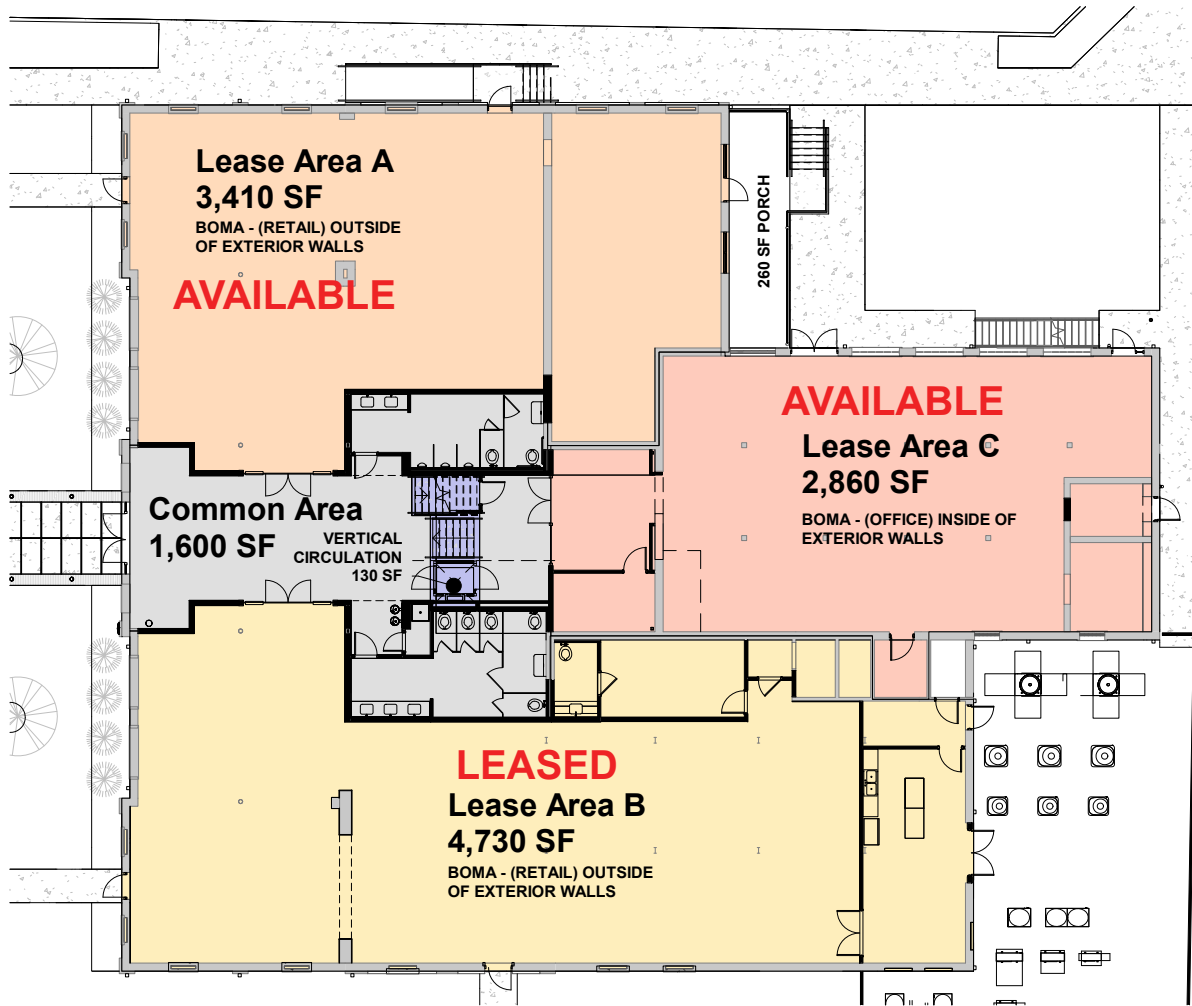 Lease Area A
3,410 SF
BOMA - (RETAIL) OUTSIDE
OF EXTERIOR WALLS
AVAILABLE
260 SF PORCH
AVAILABLE
Lease Area C
2,860 SF
BOMA - (OFFICE) INSIDE OF
EXTERIOR WALLS
Common Area
1,600 SF
VERTICAL
CIRCULATION
130 SF
LEASED
Lease Area B
4,730 SF
BOMA - (RETAIL) OUTSIDE
OF EXTERIOR WALLS